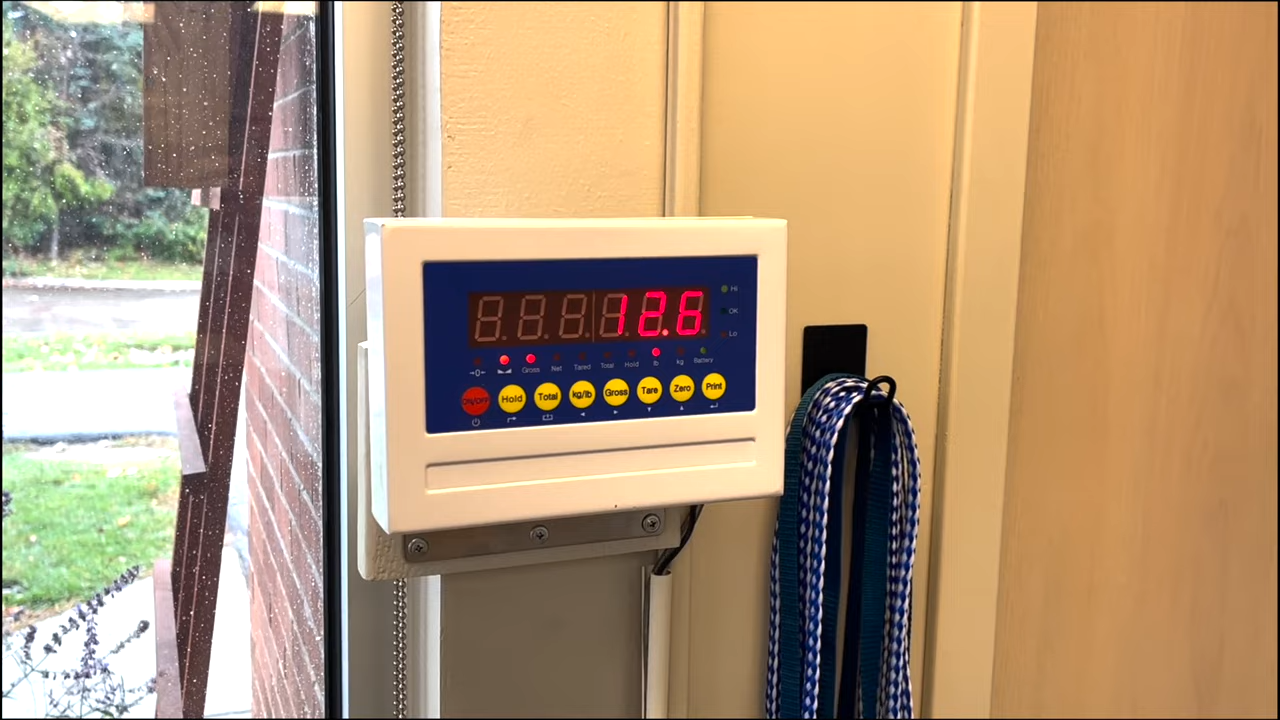 12.6
Hi
OK
Lo
→0← Gross Net Tared Total Hold lb kg Battery
ON/OFF Hold Total kg/lb Gross Tare Zero Print